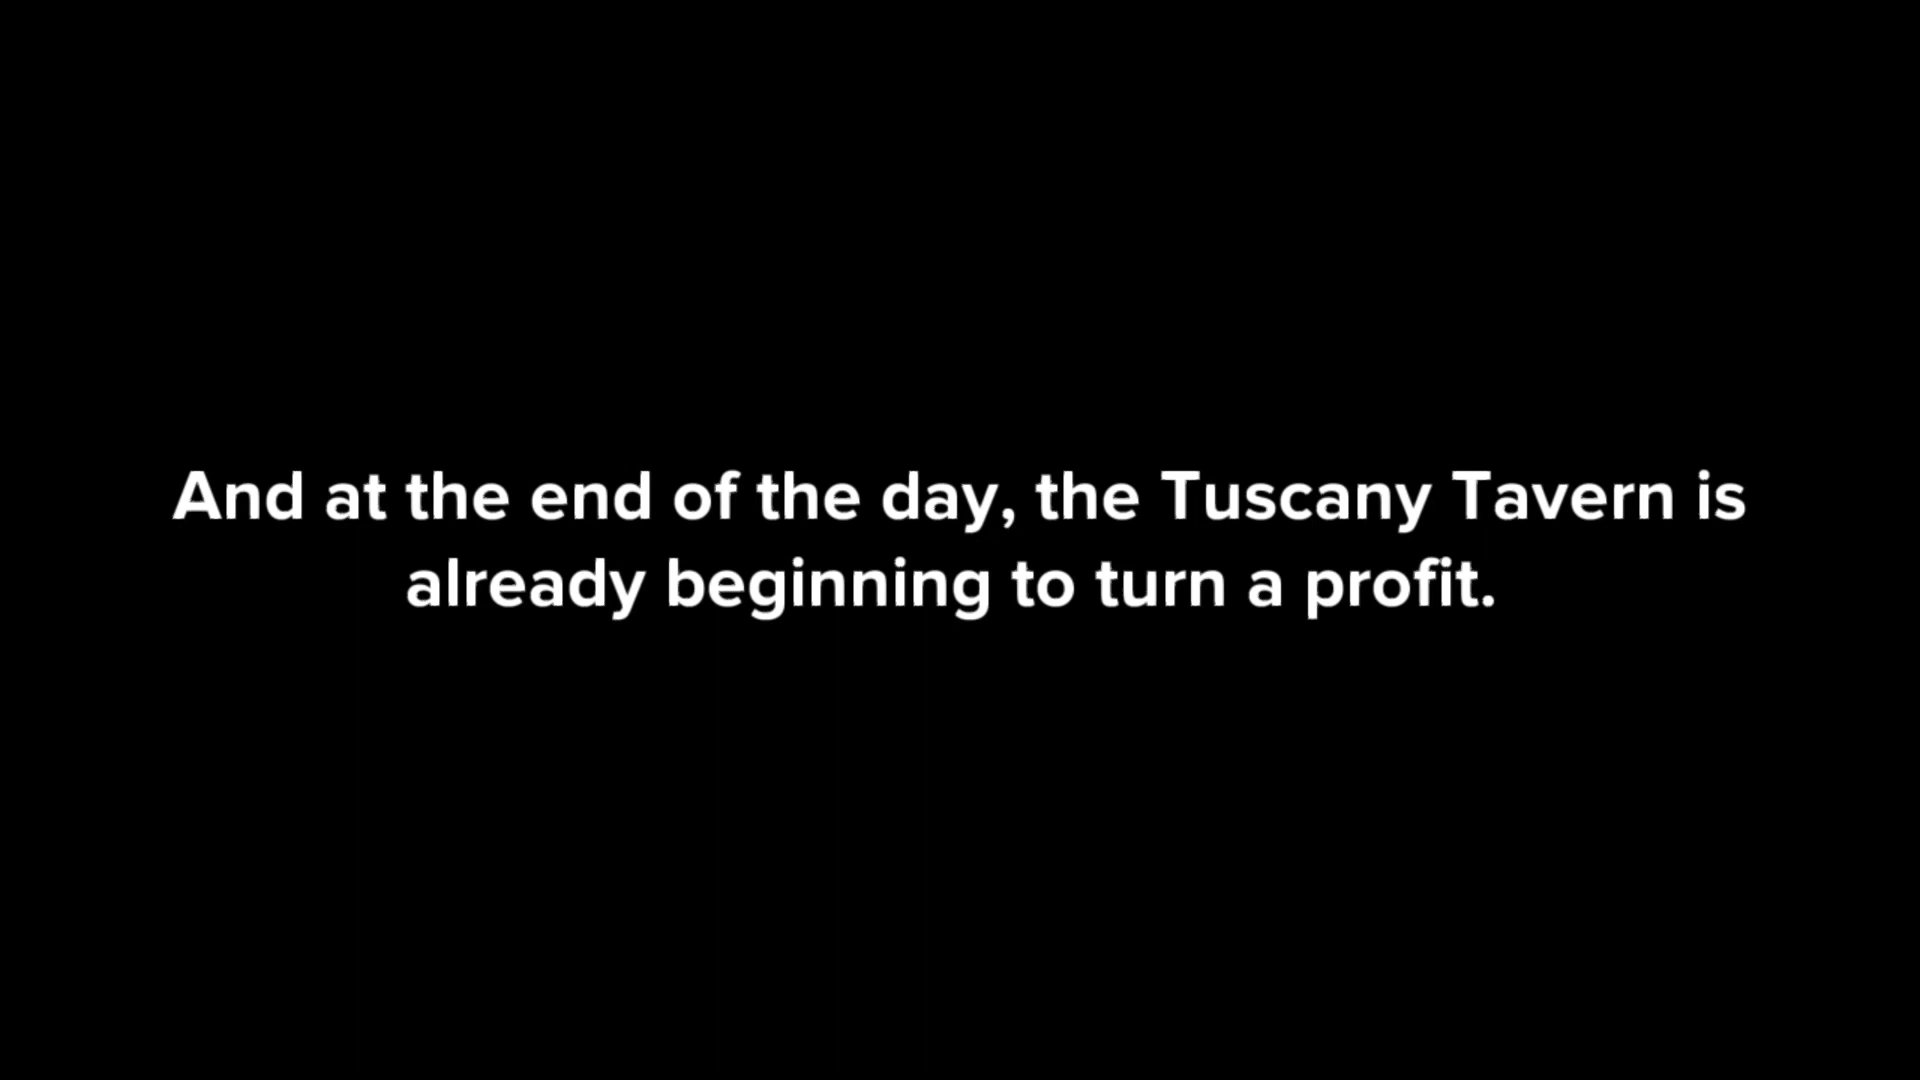 And at the end of the day, the Tuscany Tavern is
already beginning to turn a profit.